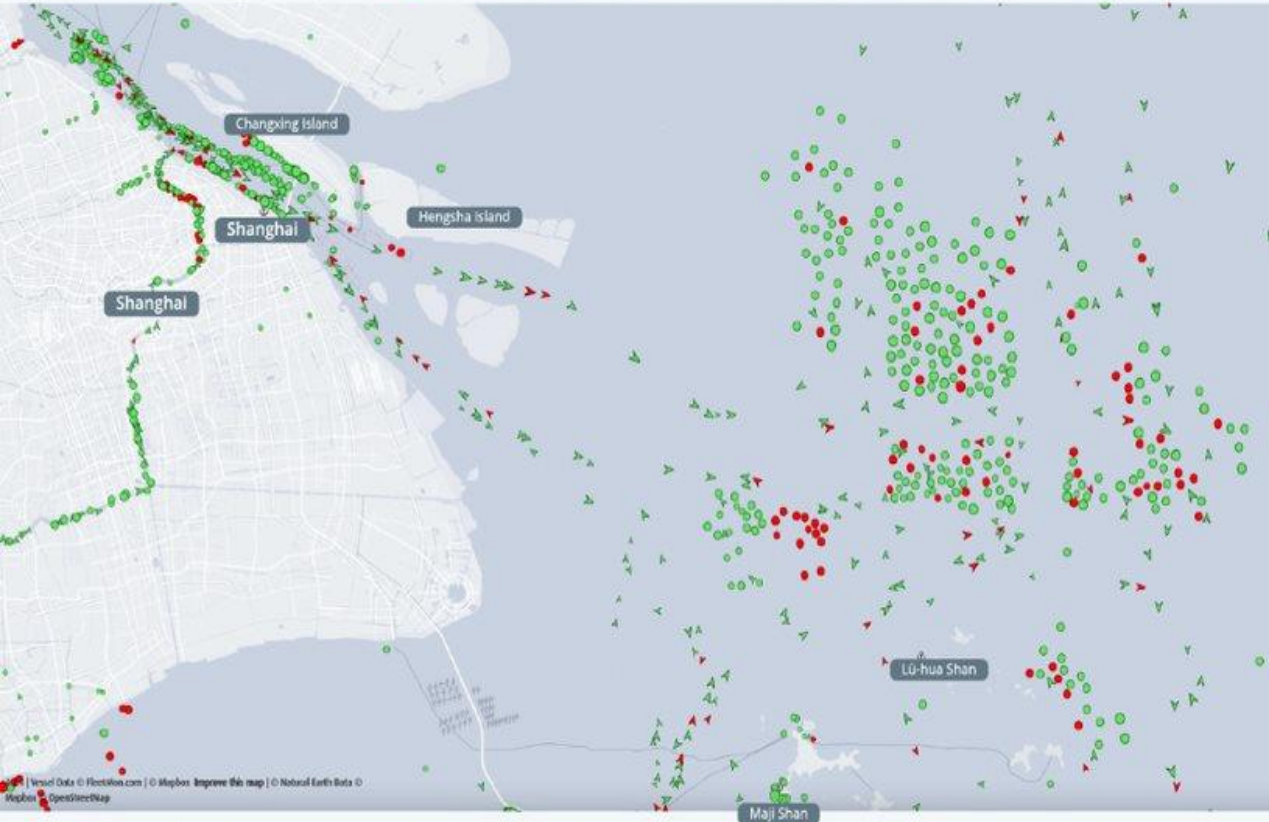 Changxing Island
Hengsha island
Shanghai
Shanghai
Lü-hua Shan
| Vessel Data © FleetMon.com | © Mapbox Improve this map | © Natural Earth Data ©
Mapbox © OpenStreetMap
Maji Shan